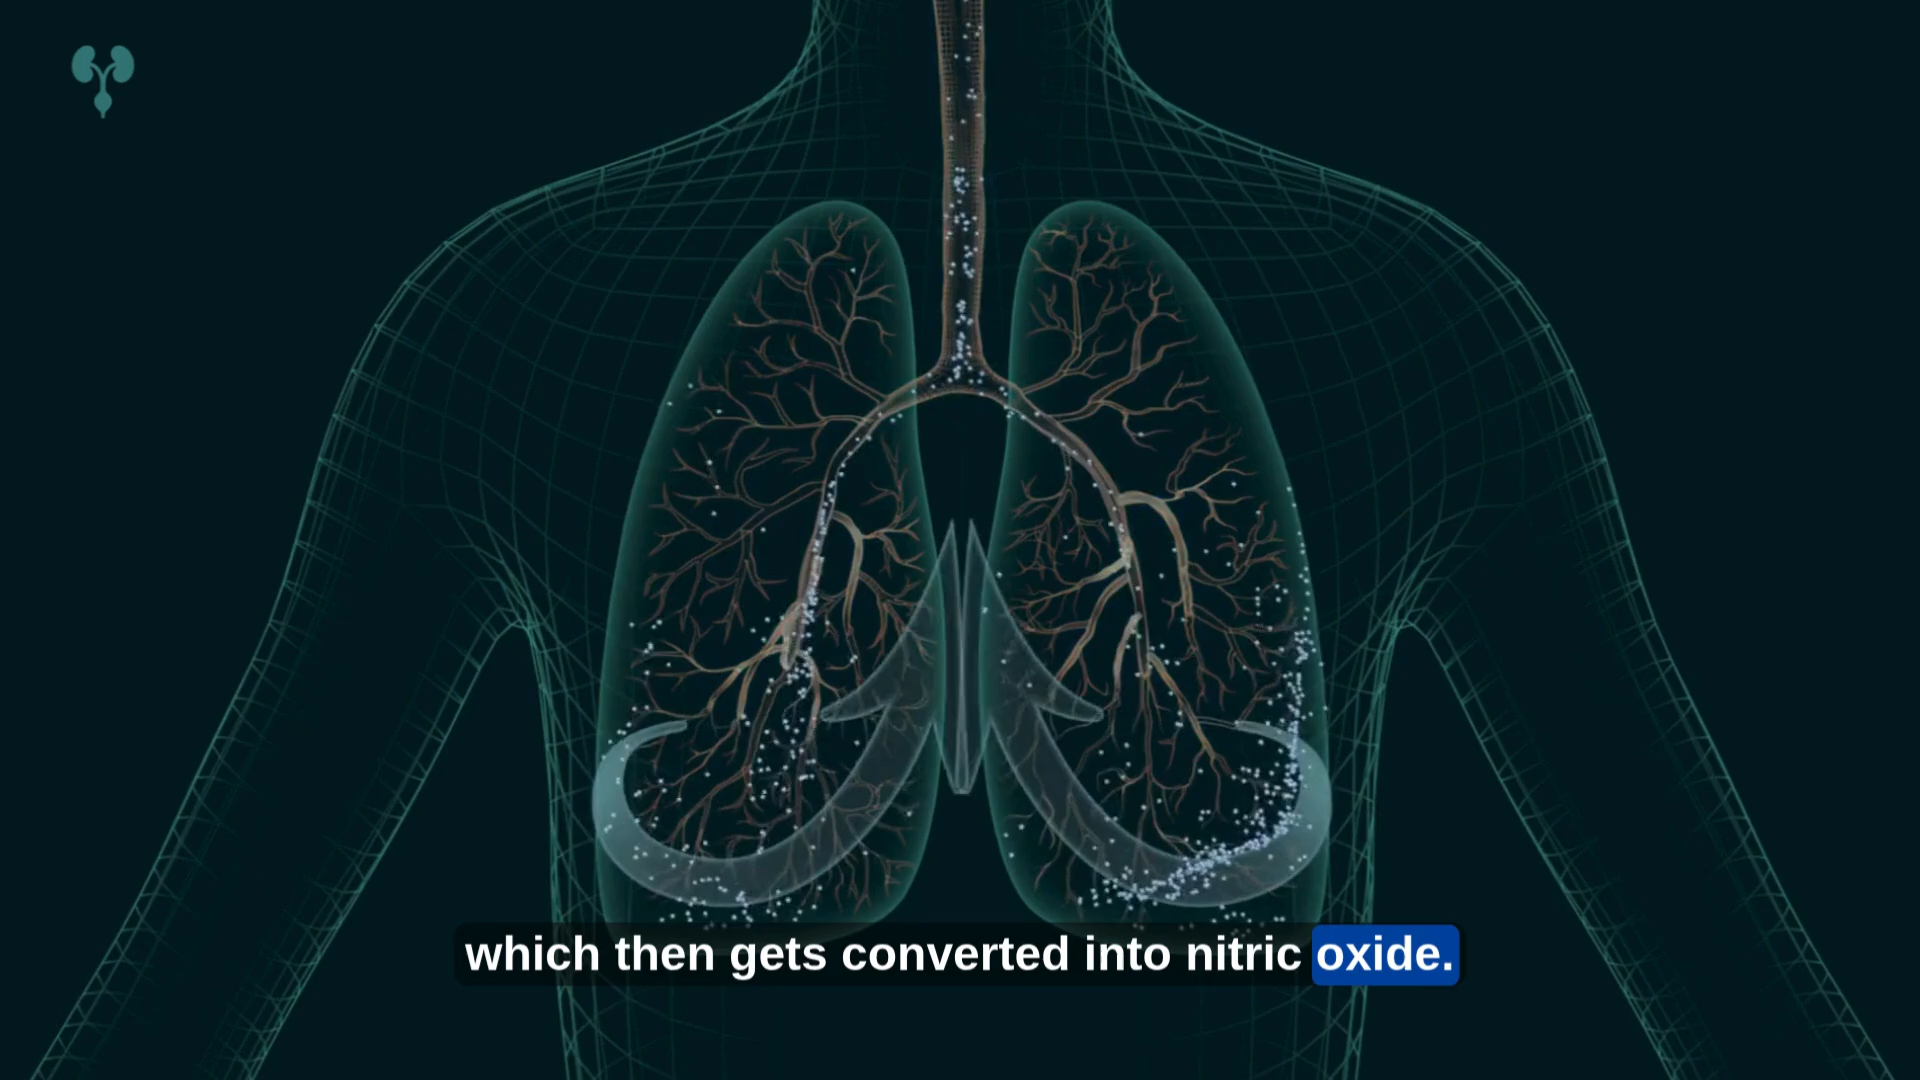 which then gets converted into nitric oxide.